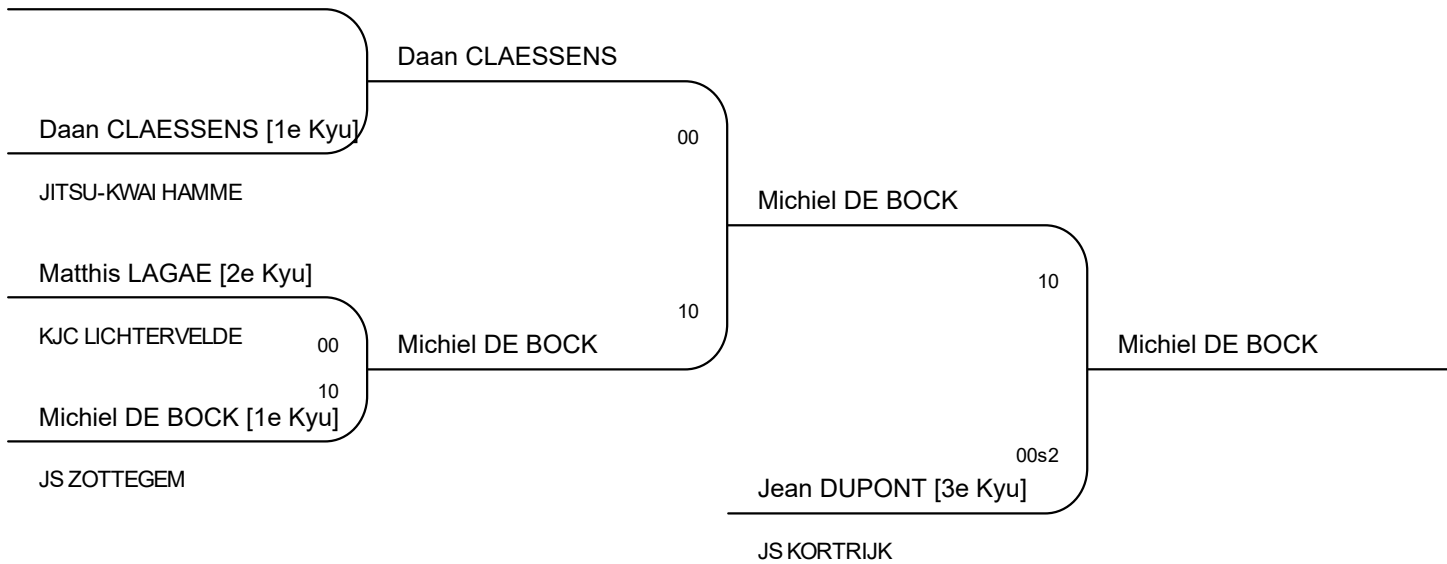 Daan CLAESSENS
Daan CLAESSENS [1e Kyu]
00
JITSU-KWAI HAMME
Michiel DE BOCK
Matthis LAGAE [2e Kyu]
10
10
KJC LICHTERVELDE
00
Michiel DE BOCK
Michiel DE BOCK
10
Michiel DE BOCK [1e Kyu]
00s2
JS ZOTTEGEM
Jean DUPONT [3e Kyu]
JS KORTRIJK